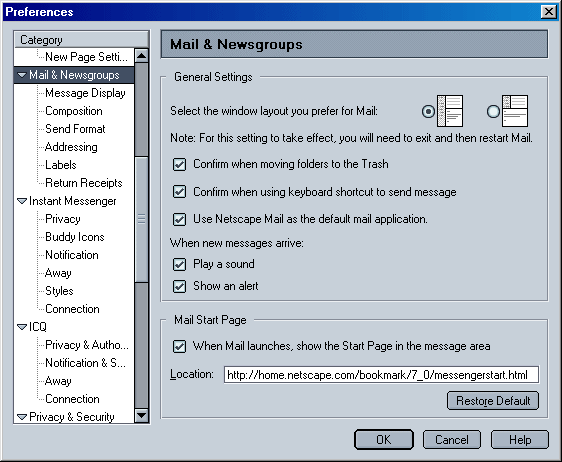 Preferences
Category
New Page Setti...
Mail & Newsgroups
Message Display
Composition
Send Format
Addressing
Labels
Return Receipts
Instant Messenger
Privacy
Buddy Icons
Notification
Away
Styles
Connection
ICQ
Privacy & Autho...
Notification & S...
Away
Connection
Privacy & Security
Mail & Newsgroups
General Settings
Select the window layout you prefer for Mail:
Note: For this setting to take effect, you will need to exit and then restart Mail.
Confirm when moving folders to the Trash
Confirm when using keyboard shortcut to send message
Use Netscape Mail as the default mail application.
When new messages arrive:
Play a sound
Show an alert
Mail Start Page
When Mail launches, show the Start Page in the message area
Location: http://home.netscape.com/bookmark/7_0/messengerstart.html
Restore Default
OK Cancel Help